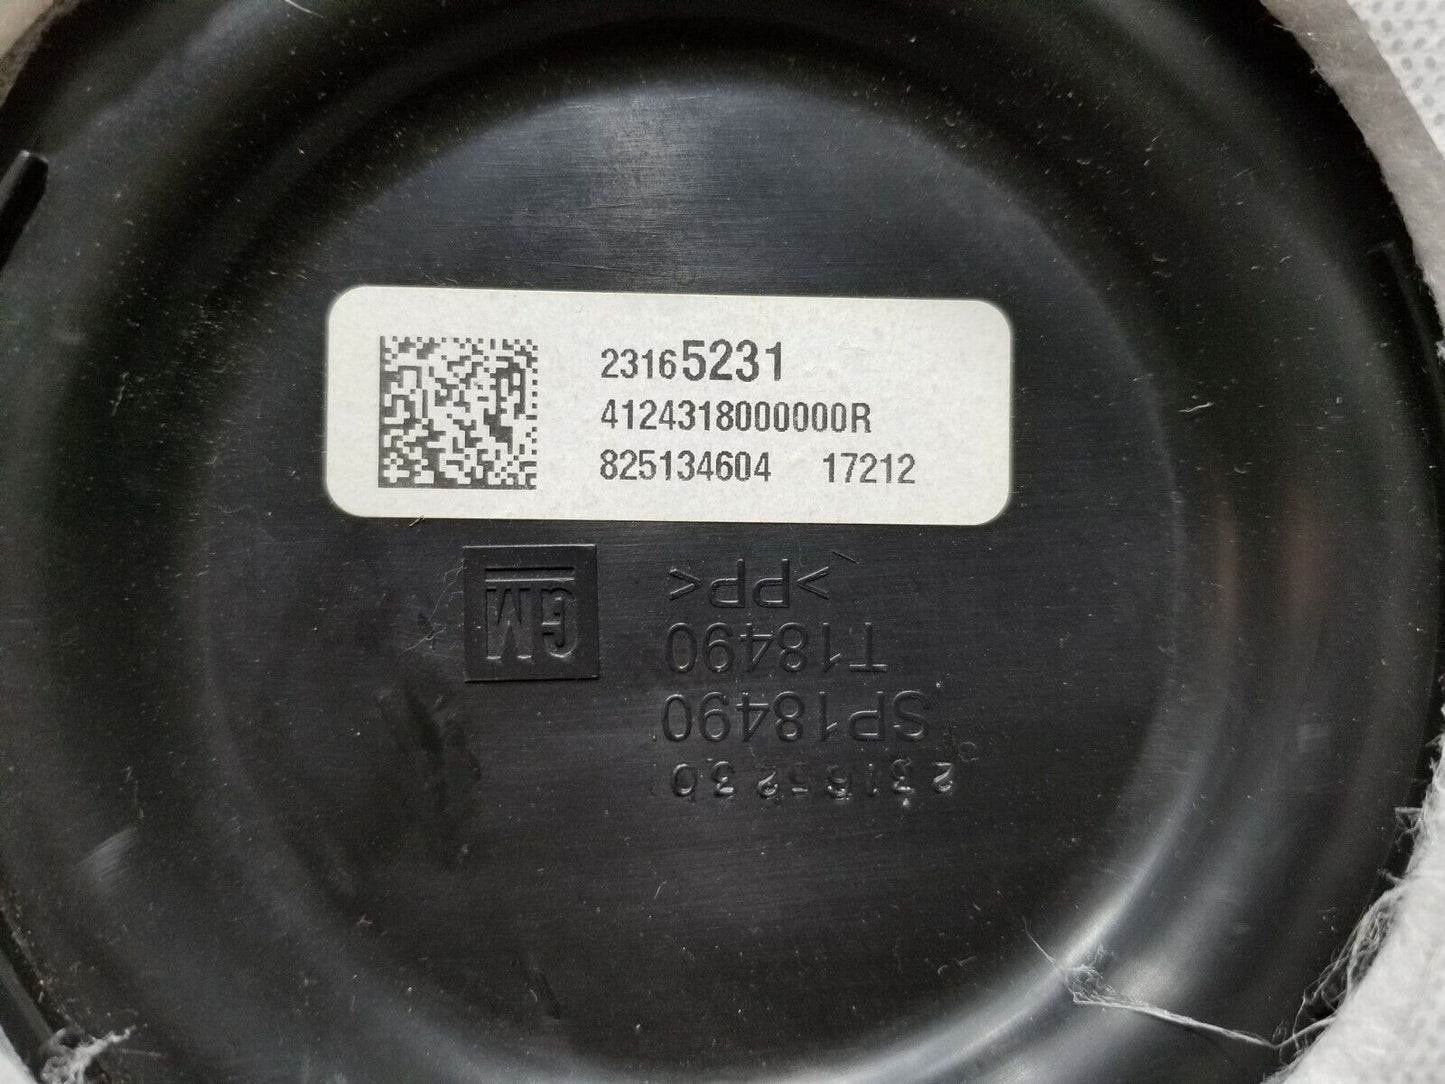 23165231
4124318000000R
825134604 17212
GM
>PP<
T18490
SP18490
23165230